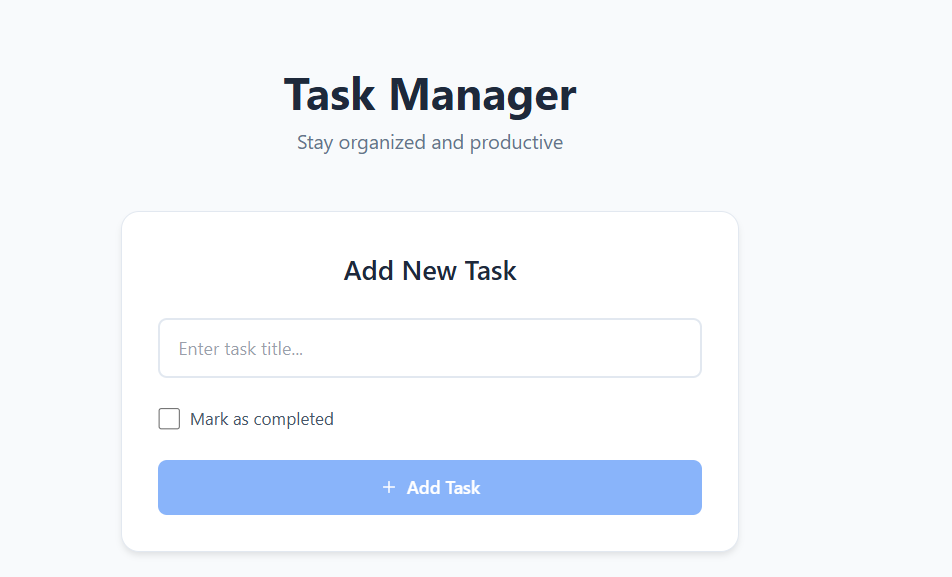 Task Manager
Stay organized and productive
Add New Task
Enter task title...
Mark as completed
+ Add Task